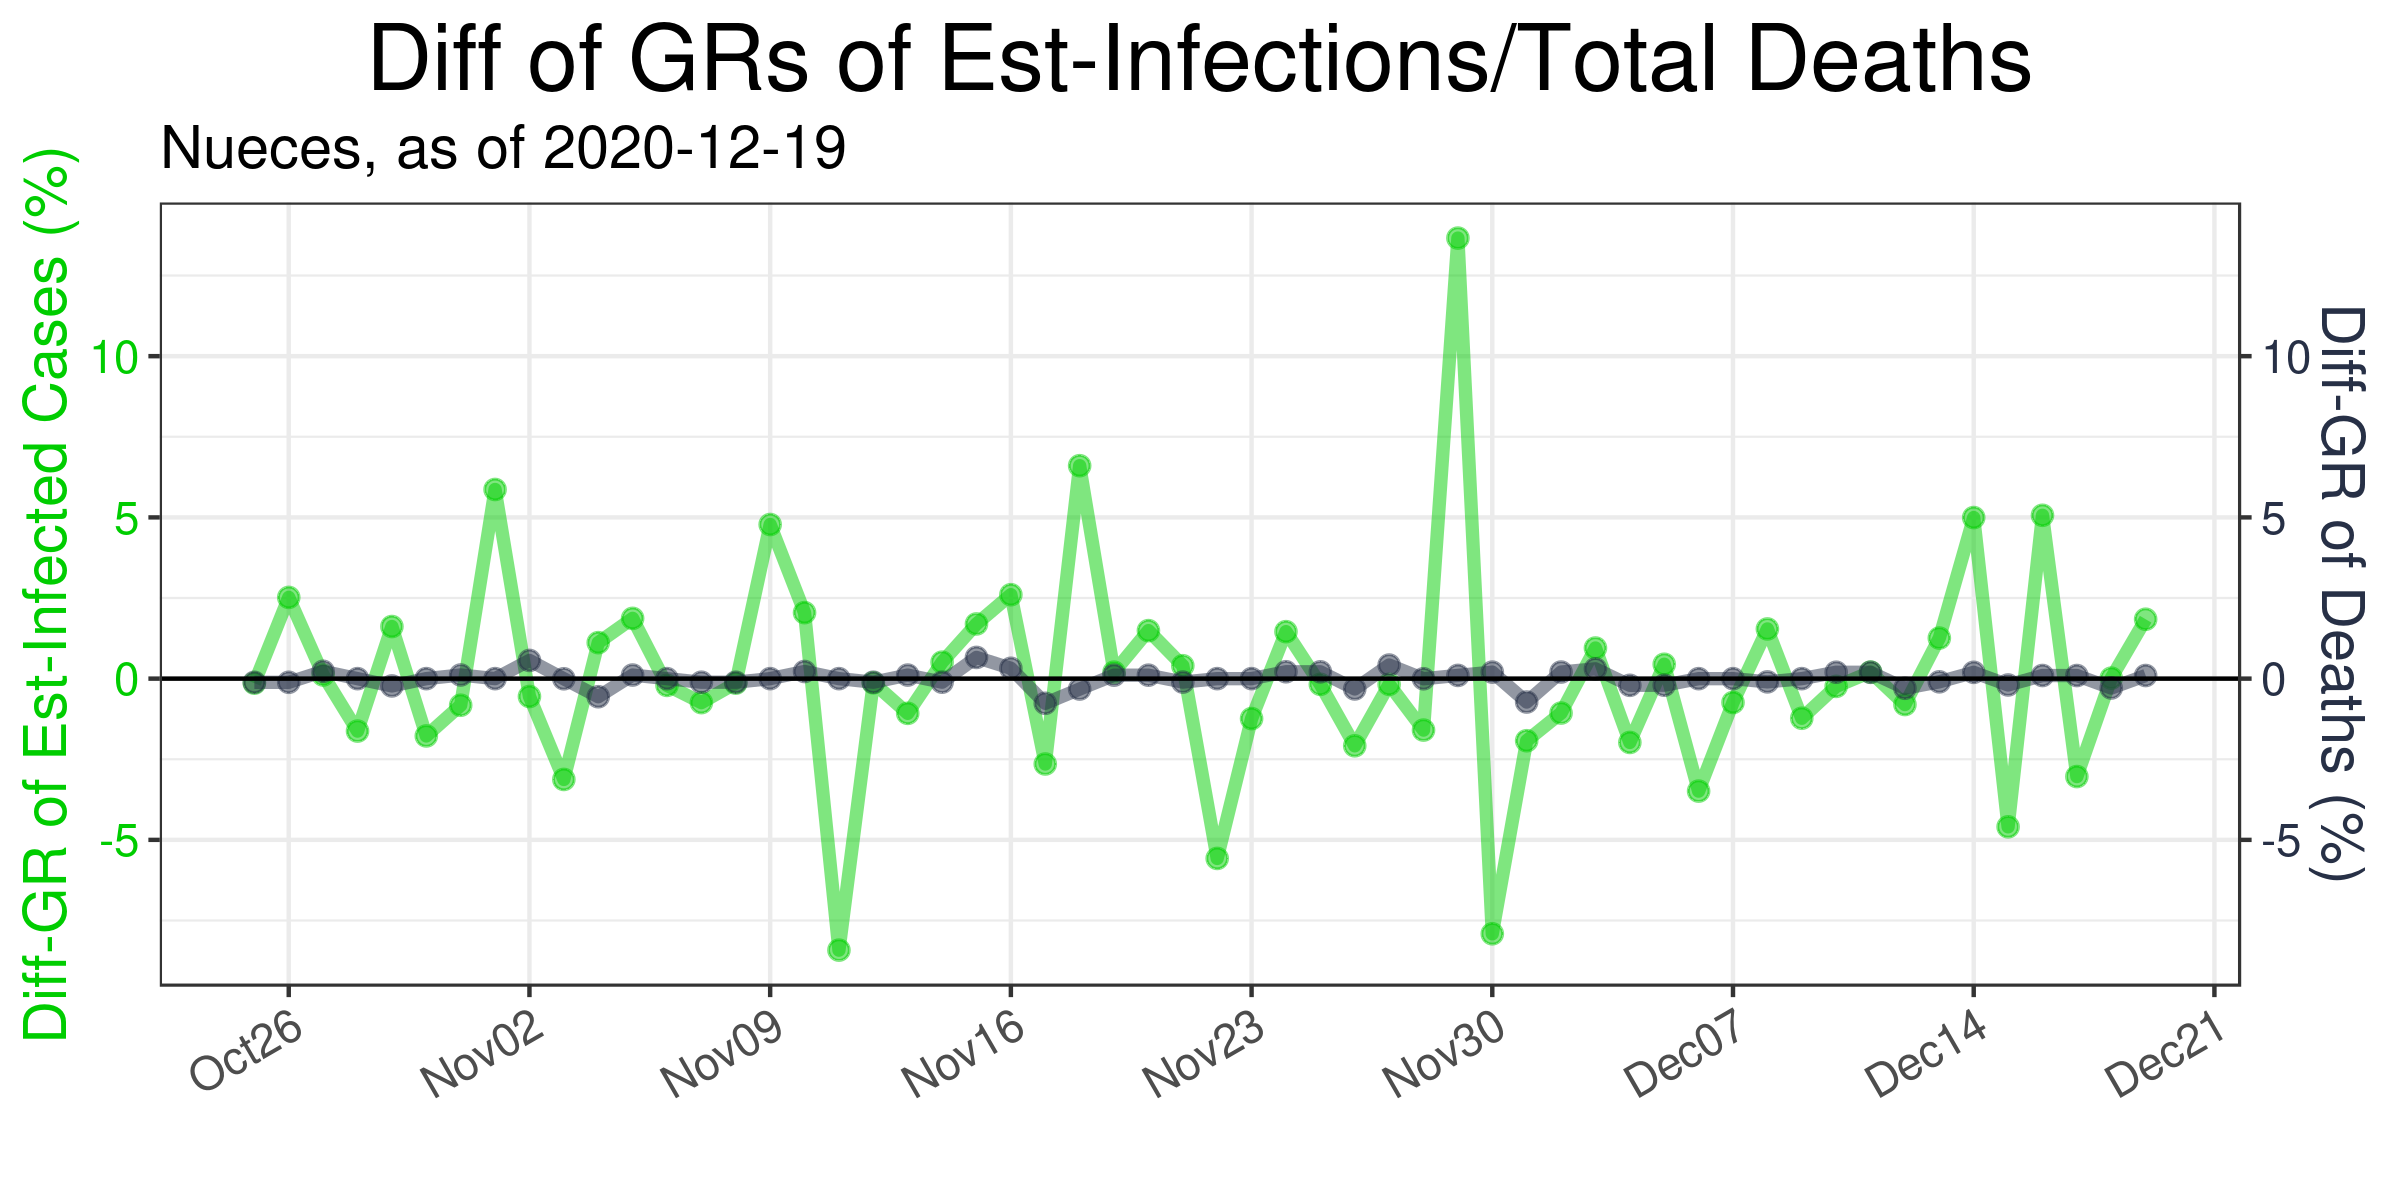 Diff of GRs of Est-Infections/Total Deaths
Nueces, as of 2020-12-19
Diff-GR of Est-Infected Cases (%)
10
5
0
-5
10
5
0
-5
Diff-GR of Deaths (%)
Oct26
Nov02
Nov09
Nov16
Nov23
Nov30
Dec07
Dec14
Dec21